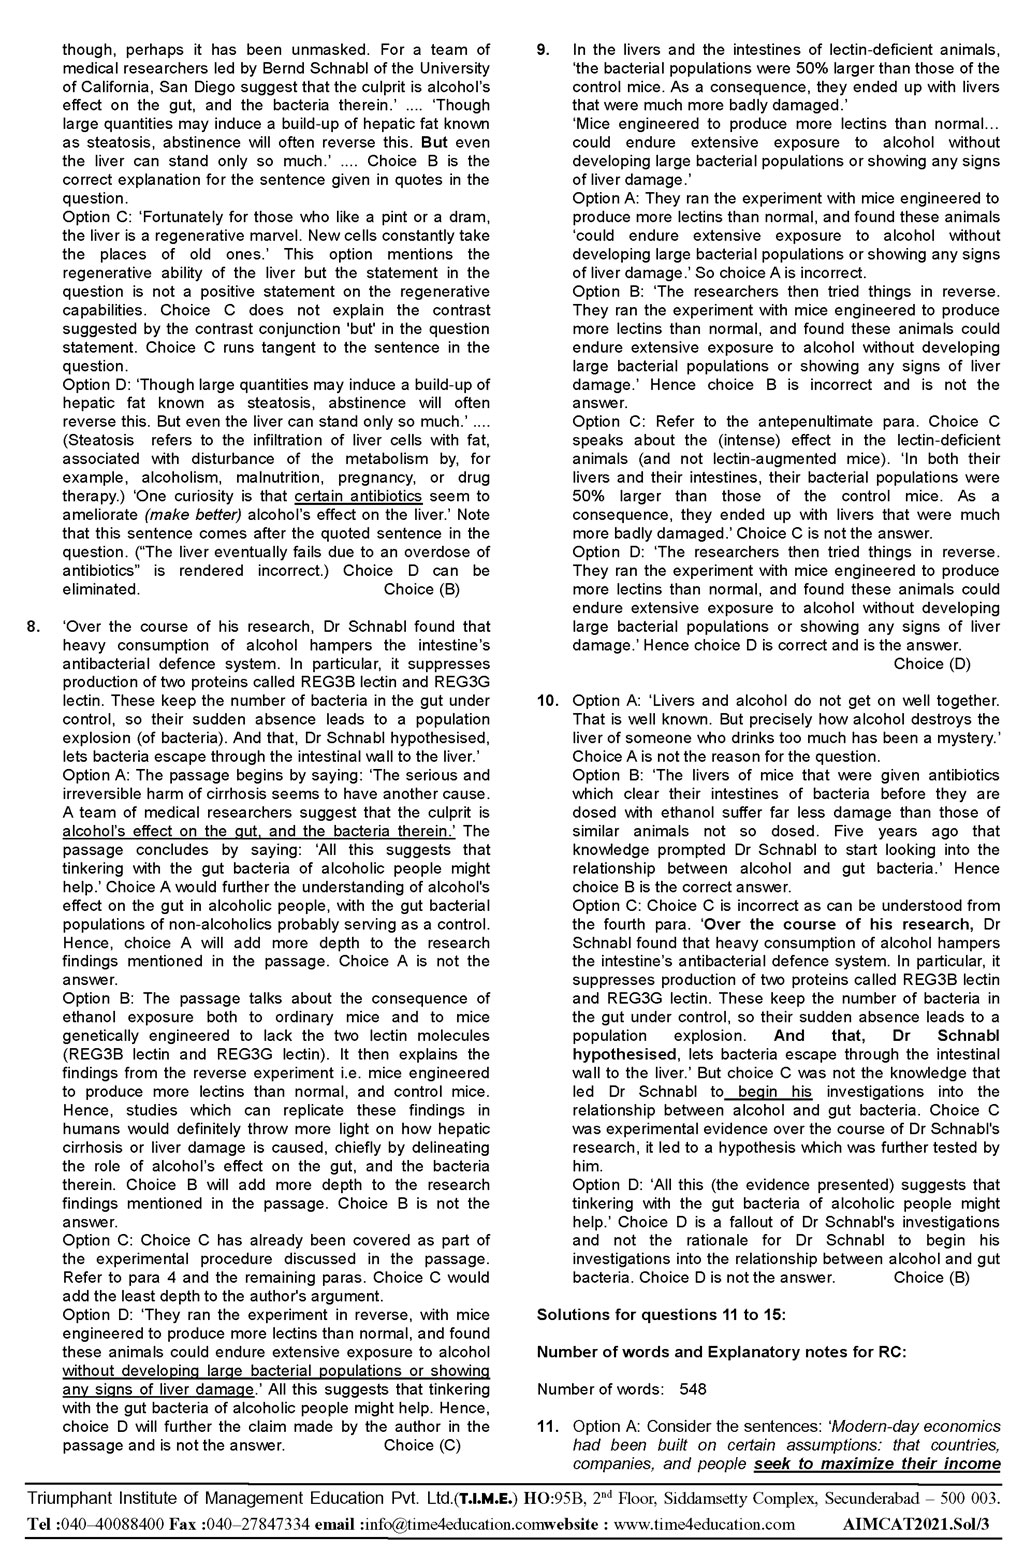 though, perhaps it has been unmasked. For a team of
medical researchers led by Bernd Schnabl of the University
of California, San Diego suggest that the culprit is alcohol's
effect on the gut, and the bacteria therein.' .... 'Though
large quantities may induce a build-up of hepatic fat known
as steatosis, abstinence will often reverse this. But even
the liver can stand only so much.' .... Choice B is the
correct explanation for the sentence given in quotes in the
question.
Option C: 'Fortunately for those who like a pint or a dram,
the liver is a regenerative marvel. New cells constantly take
the places of old ones.' This option mentions the
regenerative ability of the liver but the statement in the
question is not a positive statement on the regenerative
capabilities. Choice C does not explain the contrast
suggested by the contrast conjunction 'but' in the question
statement. Choice C runs tangent to the sentence in the
question.
Option D: 'Though large quantities may induce a build-up of
hepatic fat known as steatosis, abstinence will often
reverse this. But even the liver can stand only so much.' ....
(Steatosis refers to the infiltration of liver cells with fat,
associated with disturbance of the metabolism by, for
example, alcoholism, malnutrition, pregnancy, or drug
therapy.) 'One curiosity is that certain antibiotics seem to
ameliorate (make better) alcohol's effect on the liver.' Note
that this sentence comes after the quoted sentence in the
question. ("The liver eventually fails due to an overdose of
antibiotics" is rendered incorrect.) Choice D can be
eliminated. Choice (B)
8. 'Over the course of his research, Dr Schnabl found that
heavy consumption of alcohol hampers the intestine's
antibacterial defence system. In particular, it suppresses
production of two proteins called REG3B lectin and REG3G
lectin. These keep the number of bacteria in the gut under
control, so their sudden absence leads to a population
explosion (of bacteria). And that, Dr Schnabl hypothesised,
lets bacteria escape through the intestinal wall to the liver.'
Option A: The passage begins by saying: 'The serious and
irreversible harm of cirrhosis seems to have another cause.
A team of medical researchers suggest that the culprit is
alcohol's effect on the gut, and the bacteria therein.' The
passage concludes by saying: 'All this suggests that
tinkering with the gut bacteria of alcoholic people might
help.' Choice A would further the understanding of alcohol's
effect on the gut in alcoholic people, with the gut bacterial
populations of non-alcoholics probably serving as a control.
Hence, choice A will add more depth to the research
findings mentioned in the passage. Choice A is not the
answer.
Option B: The passage talks about the consequence of
ethanol exposure both to ordinary mice and to mice
genetically engineered to lack the two lectin molecules
(REG3B lectin and REG3G lectin). It then explains the
findings from the reverse experiment i.e. mice engineered
to produce more lectins than normal, and control mice.
Hence, studies which can replicate these findings in
humans would definitely throw more light on how hepatic
cirrhosis or liver damage is caused, chiefly by delineating
the role of alcohol's effect on the gut, and the bacteria
therein. Choice B will add more depth to the research
findings mentioned in the passage. Choice B is not the
answer.
Option C: Choice C has already been covered as part of
the experimental procedure discussed in the passage.
Refer to para 4 and the remaining paras. Choice C would
add the least depth to the author's argument.
Option D: 'They ran the experiment in reverse, with mice
engineered to produce more lectins than normal, and found
these animals could endure extensive exposure to alcohol
without developing large bacterial populations or showing
any signs of liver damage.' All this suggests that tinkering
with the gut bacteria of alcoholic people might help. Hence,
choice D will further the claim made by the author in the
passage and is not the answer. Choice (C)
9. In the livers and the intestines of lectin-deficient animals,
'the bacterial populations were 50% larger than those of the
control mice. As a consequence, they ended up with livers
that were much more badly damaged.'
'Mice engineered to produce more lectins than normal...
could endure extensive exposure to alcohol without
developing large bacterial populations or showing any signs
of liver damage.'
Option A: They ran the experiment with mice engineered to
produce more lectins than normal, and found these animals
'could endure extensive exposure to alcohol without
developing large bacterial populations or showing any signs
of liver damage.' So choice A is incorrect.
Option B: 'The researchers then tried things in reverse.
They ran the experiment with mice engineered to produce
more lectins than normal, and found these animals could
endure extensive exposure to alcohol without developing
large bacterial populations or showing any signs of liver
damage.' Hence choice B is incorrect and is not the
answer.
Option C: Refer to the antepenultimate para. Choice C
speaks about the (intense) effect in the lectin-deficient
animals (and not lectin-augmented mice). 'In both their
livers and their intestines, their bacterial populations were
50% larger than those of the control mice. As a
consequence, they ended up with livers that were much
more badly damaged.' Choice C is not the answer.
Option D: 'The researchers then tried things in reverse.
They ran the experiment with mice engineered to produce
more lectins than normal, and found these animals could
endure extensive exposure to alcohol without developing
large bacterial populations or showing any signs of liver
damage.' Hence choice D is correct and is the answer.
Choice (D)
10. Option A: 'Livers and alcohol do not get on well together.
That is well known. But precisely how alcohol destroys the
liver of someone who drinks too much has been a mystery.'
Choice A is not the reason for the question.
Option B: 'The livers of mice that were given antibiotics
which clear their intestines of bacteria before they are
dosed with ethanol suffer far less damage than those of
similar animals not so dosed. Five years ago that
knowledge prompted Dr Schnabl to start looking into the
relationship between alcohol and gut bacteria.' Hence
choice B is the correct answer.
Option C: Choice C is incorrect as can be understood from
the fourth para. 'Over the course of his research, Dr
Schnabl found that heavy consumption of alcohol hampers
the intestine's antibacterial defence system. In particular, it
suppresses production of two proteins called REG3B lectin
and REG3G lectin. These keep the number of bacteria in
the gut under control, so their sudden absence leads to a
population explosion. And that, Dr Schnabl
hypothesised, lets bacteria escape through the intestinal
wall to the liver.' But choice C was not the knowledge that
led Dr Schnabl to begin his investigations into the
relationship between alcohol and gut bacteria. Choice C
was experimental evidence over the course of Dr Schnabl's
research, it led to a hypothesis which was further tested by
him.
Option D: 'All this (the evidence presented) suggests that
tinkering with the gut bacteria of alcoholic people might
help.' Choice D is a fallout of Dr Schnabl's investigations
and not the rationale for Dr Schnabl to begin his
investigations into the relationship between alcohol and gut
bacteria. Choice D is not the answer. Choice (B)
Solutions for questions 11 to 15:
Number of words and Explanatory notes for RC:
Number of words: 548
11. Option A: Consider the sentences: 'Modern-day economics
had been built on certain assumptions: that countries,
companies, and people seek to maximize their income
Triumphant Institute of Management Education Pvt. Ltd.(T.I.M.E.) HO:95B, 2nd Floor, Siddamsetty Complex, Secunderabad – 500 003.
Tel :040–40088400 Fax :040–27847334 email :info@time4education.comwebsite : www.time4education.com AIMCAT2021.Sol/3